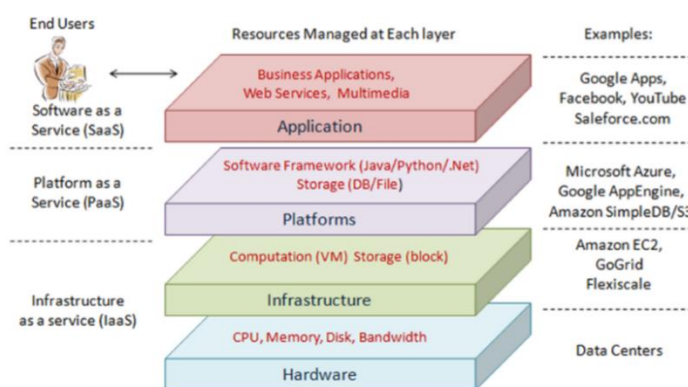 End Users
Resources Managed at Each layer
Examples:
Business Applications,
Web Services, Multimedia
Application
Software as a
Service (SaaS)
Google Apps,
Facebook, YouTube
Saleforce.com
Software Framework (Java/Python/.Net)
Storage (DB/File)
Platforms
Platform as a
Service (PaaS)
Microsoft Azure,
Google AppEngine,
Amazon SimpleDB/S3
Computation (VM) Storage (block)
Infrastructure
Amazon EC2,
GoGrid
Flexiscale
Infrastructure
as a service (IaaS)
CPU, Memory, Disk, Bandwidth
Hardware
Data Centers